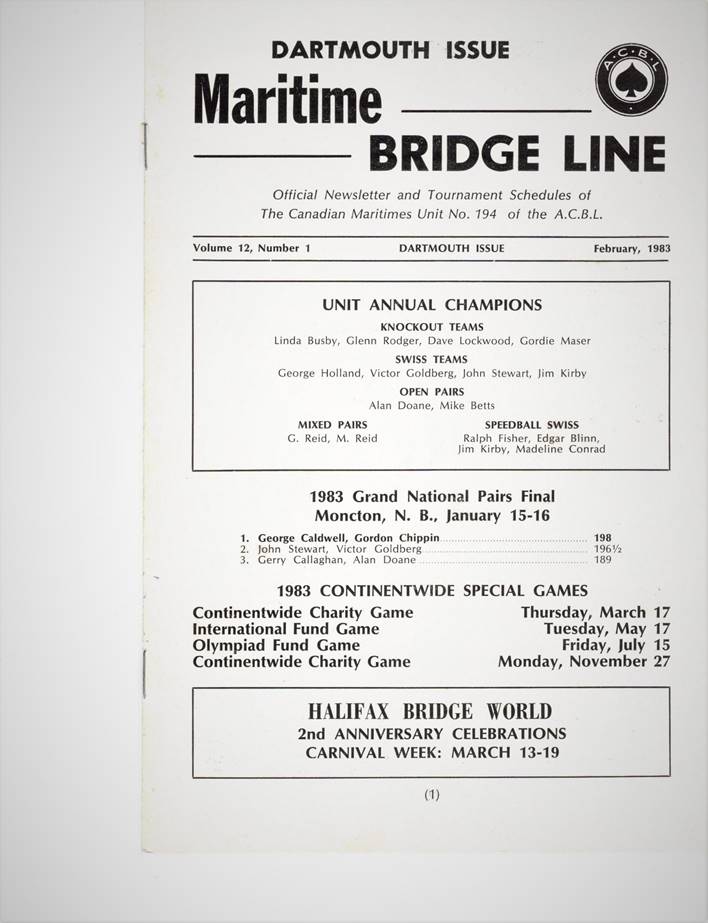 DARTMOUTH ISSUE
A·C·B·L
Maritime
BRIDGE LINE
Official Newsletter and Tournament Schedules of
The Canadian Maritimes Unit No. 194 of the A.C.B.L.
Volume 12, Number 1 DARTMOUTH ISSUE February, 1983
UNIT ANNUAL CHAMPIONS
KNOCKOUT TEAMS
Linda Busby, Glenn Rodger, Dave Lockwood, Gordie Maser
SWISS TEAMS
George Holland, Victor Goldberg, John Stewart, Jim Kirby
OPEN PAIRS
Alan Doane, Mike Betts
MIXED PAIRS
G. Reid, M. Reid
SPEEDBALL SWISS
Ralph Fisher, Edgar Blinn,
Jim Kirby, Madeline Conrad
1983 Grand National Pairs Final
Moncton, N. B., January 15-16
1. George Caldwell, Gordon Chippin 198
2. John Stewart, Victor Goldberg 196½
3. Gerry Callaghan, Alan Doane 189
1983 CONTINENTWIDE SPECIAL GAMES
Continentwide Charity Game Thursday, March 17
International Fund Game Tuesday, May 17
Olympiad Fund Game Friday, July 15
Continentwide Charity Game Monday, November 27
HALIFAX BRIDGE WORLD
2nd ANNIVERSARY CELEBRATIONS
CARNIVAL WEEK: MARCH 13-19
(1)